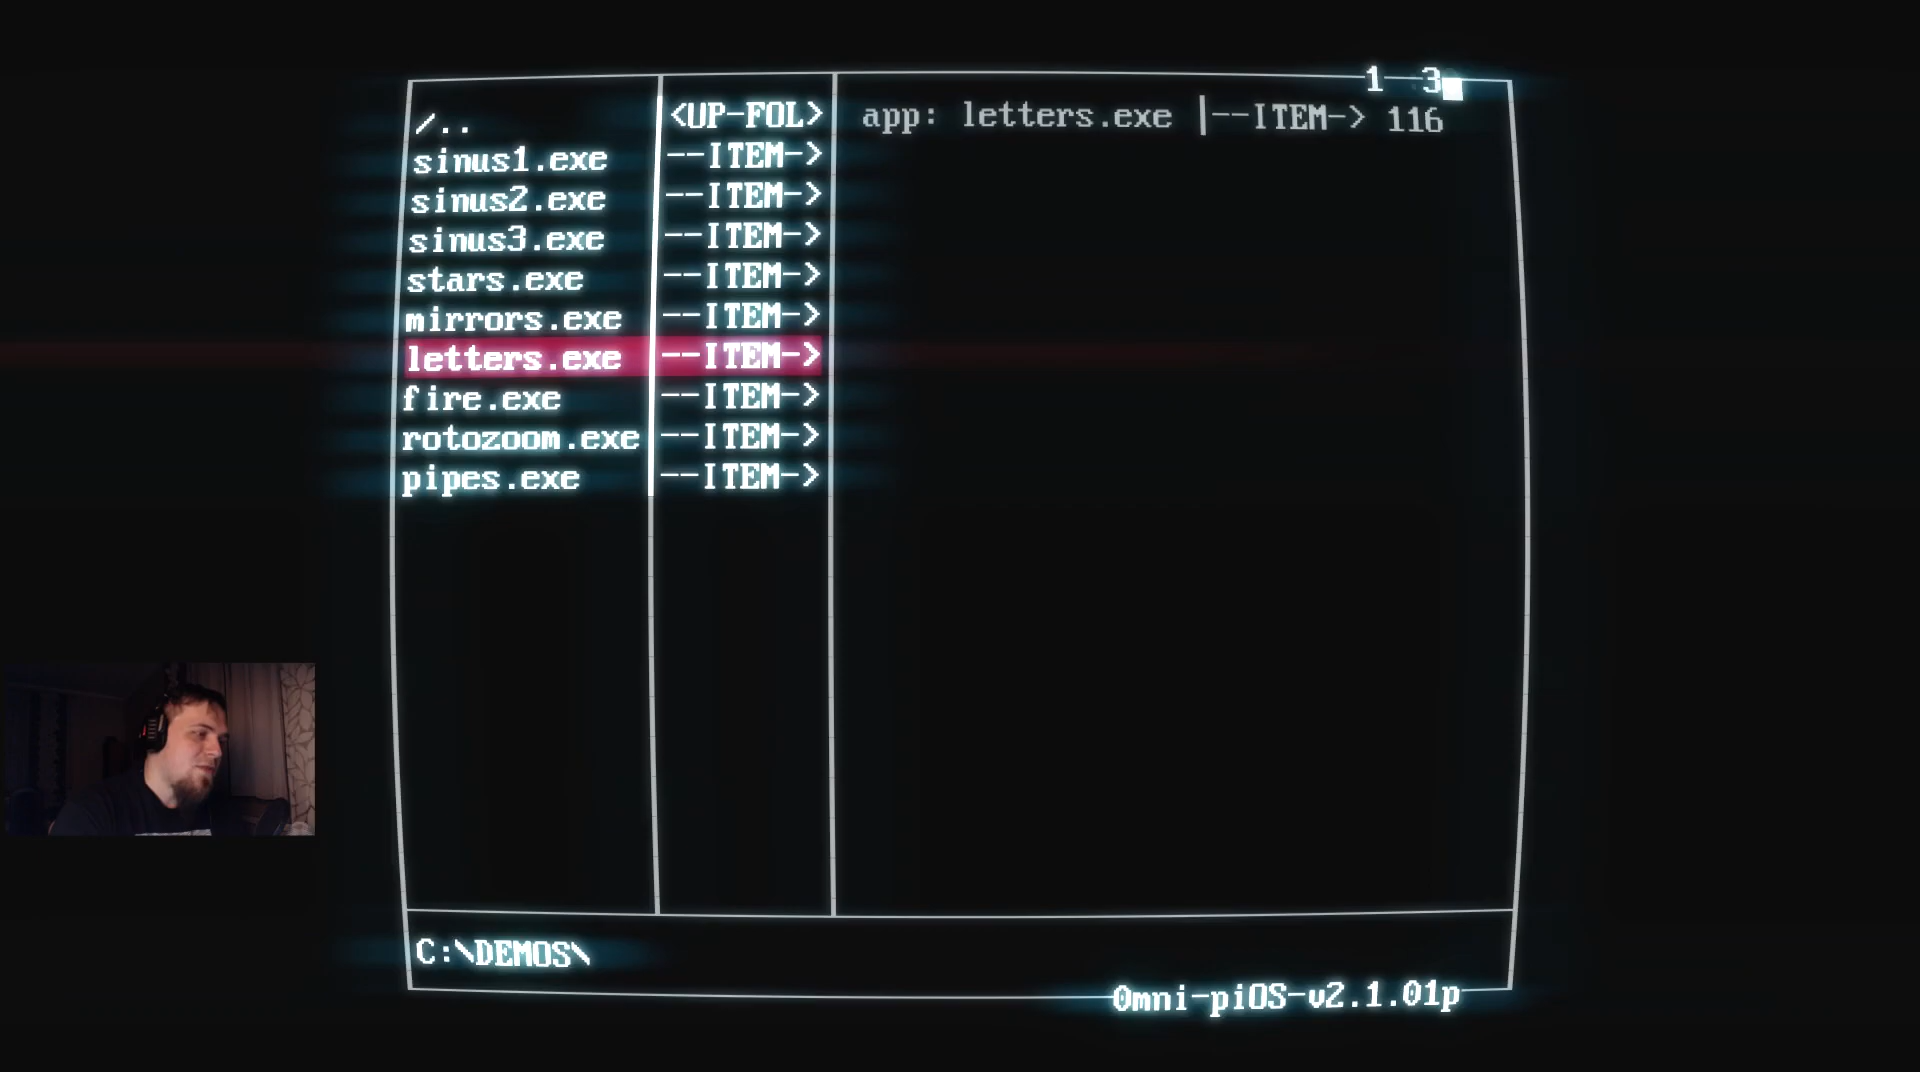 1 3
/.. <UP-FOL> app: letters.exe |--ITEM-> 116
sinus1.exe --ITEM->
sinus2.exe --ITEM->
sinus3.exe --ITEM->
stars.exe --ITEM->
mirrors.exe --ITEM->
letters.exe --ITEM->
fire.exe --ITEM->
rotozoom.exe --ITEM->
pipes.exe --ITEM->
C:\DEMOS\
0mni-piOS-v2.1.01p